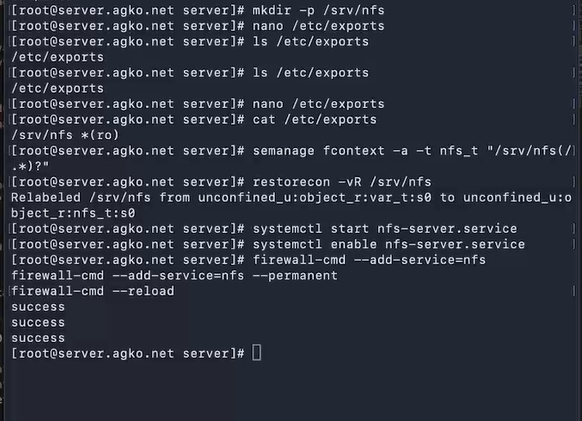 [root@server.agko.net server]# mkdir -p /srv/nfs
[root@server.agko.net server]# nano /etc/exports
[root@server.agko.net server]# ls /etc/exports
/etc/exports
[root@server.agko.net server]# ls /etc/exports
/etc/exports
[root@server.agko.net server]# nano /etc/exports
[root@server.agko.net server]# cat /etc/exports
/srv/nfs *(ro)
[root@server.agko.net server]# semanage fcontext -a -t nfs_t "/srv/nfs(/
.*)?"
[root@server.agko.net server]# restorecon -vR /srv/nfs
Relabeled /srv/nfs from unconfined_u:object_r:var_t:s0 to unconfined_u:o
bject_r:nfs_t:s0
[root@server.agko.net server]# systemctl start nfs-server.service
[root@server.agko.net server]# systemctl enable nfs-server.service
[root@server.agko.net server]# firewall-cmd --add-service=nfs
firewall-cmd --add-service=nfs --permanent
firewall-cmd --reload
success
success
success
[root@server.agko.net server]#